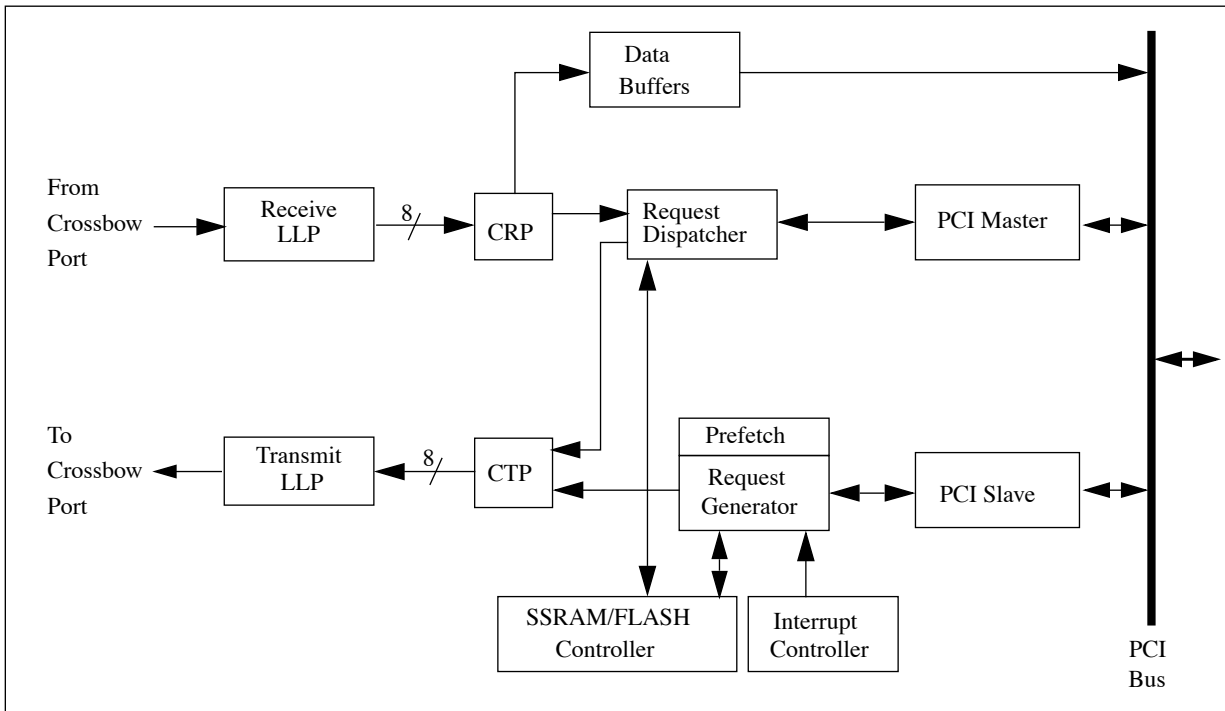 Data
Buffers
From
Crossbow
Port
Receive
LLP
8
CRP
Request
Dispatcher
PCI Master
To
Crossbow
Port
Transmit
LLP
8
CTP
Prefetch
Request
Generator
PCI Slave
SSRAM/FLASH
Controller
Interrupt
Controller
PCI
Bus